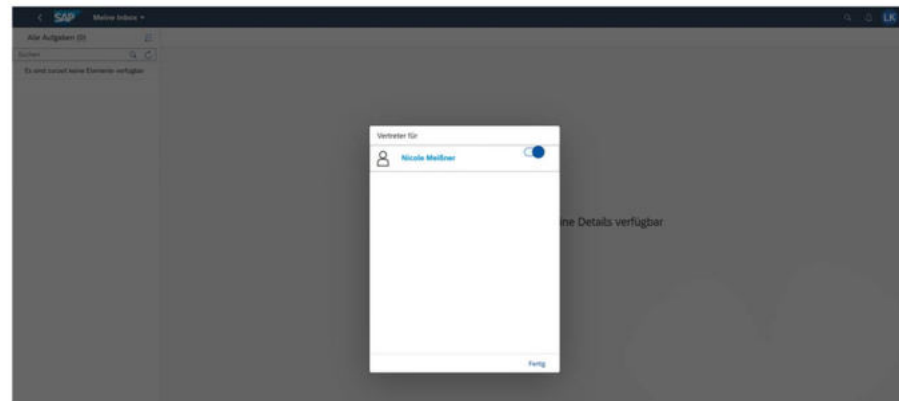 SAP Meine Inbox
LK
Alle Aufgaben (0)
Suchen
Es sind zurzeit keine Elemente verfügbar
Vertreter für
Nicole Meißner
ine Details verfügbar
Fertig